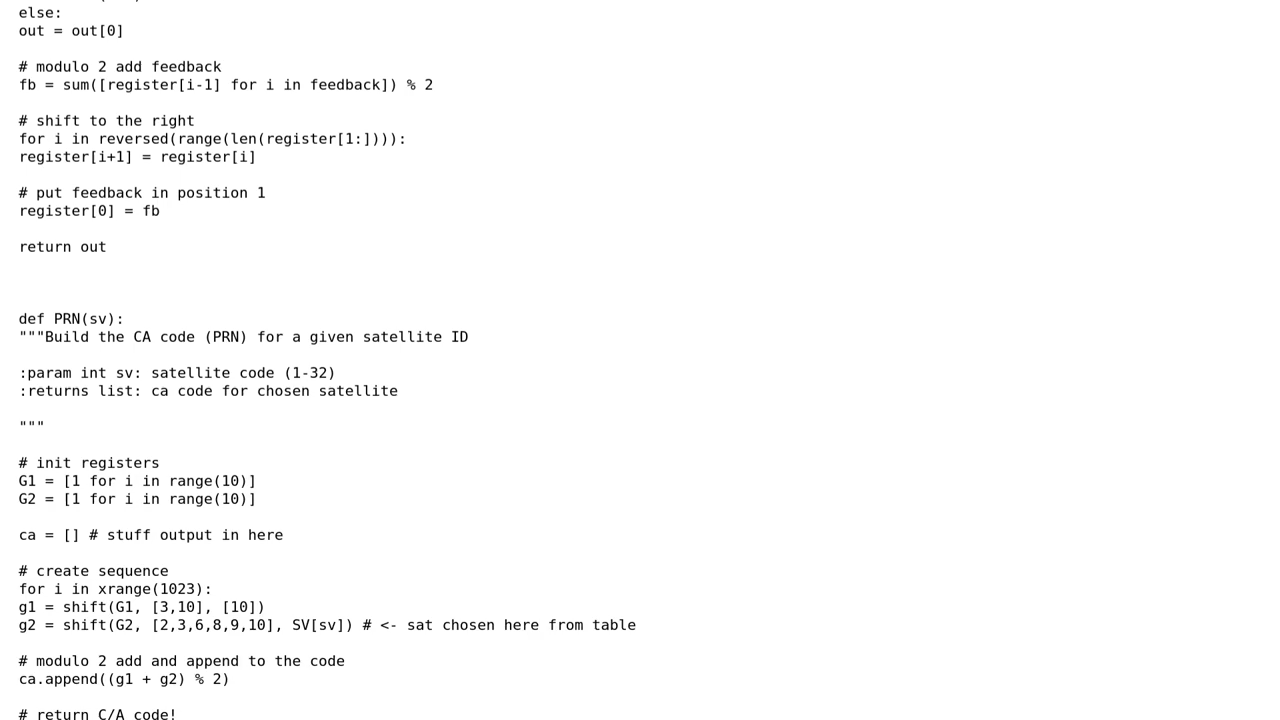 else:
out = out[0]
# modulo 2 add feedback
fb = sum([register[i-1] for i in feedback]) % 2
# shift to the right
for i in reversed(range(len(register[1:]))):
register[i+1] = register[i]
# put feedback in position 1
register[0] = fb
return out
def PRN(sv):
"""Build the CA code (PRN) for a given satellite ID
:param int sv: satellite code (1-32)
:returns list: ca code for chosen satellite
"""
# init registers
G1 = [1 for i in range(10)]
G2 = [1 for i in range(10)]
ca = [] # stuff output in here
# create sequence
for i in xrange(1023):
g1 = shift(G1, [3,10], [10])
g2 = shift(G2, [2,3,6,8,9,10], SV[sv]) # <- sat chosen here from table
# modulo 2 add and append to the code
ca.append((g1 + g2) % 2)
# return C/A code!